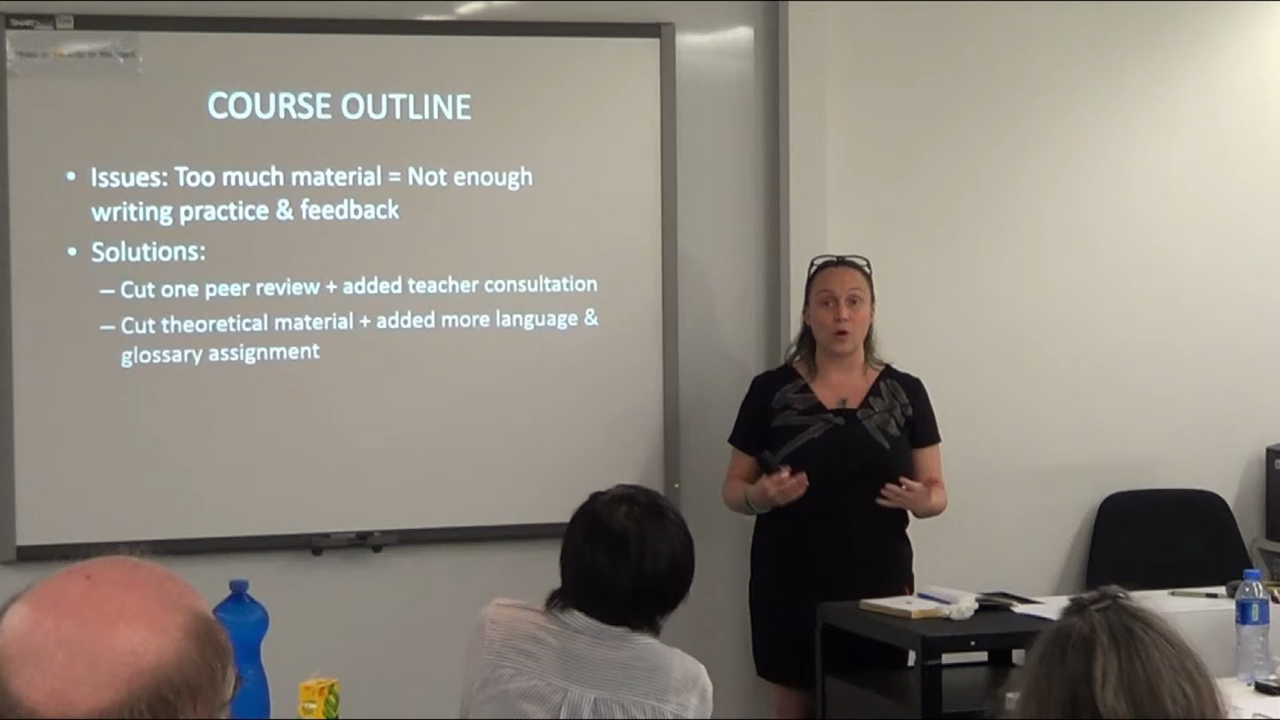 SMART
COURSE OUTLINE
• Issues: Too much material = Not enough
writing practice & feedback
• Solutions:
– Cut one peer review + added teacher consultation
– Cut theoretical material + added more language &
glossary assignment